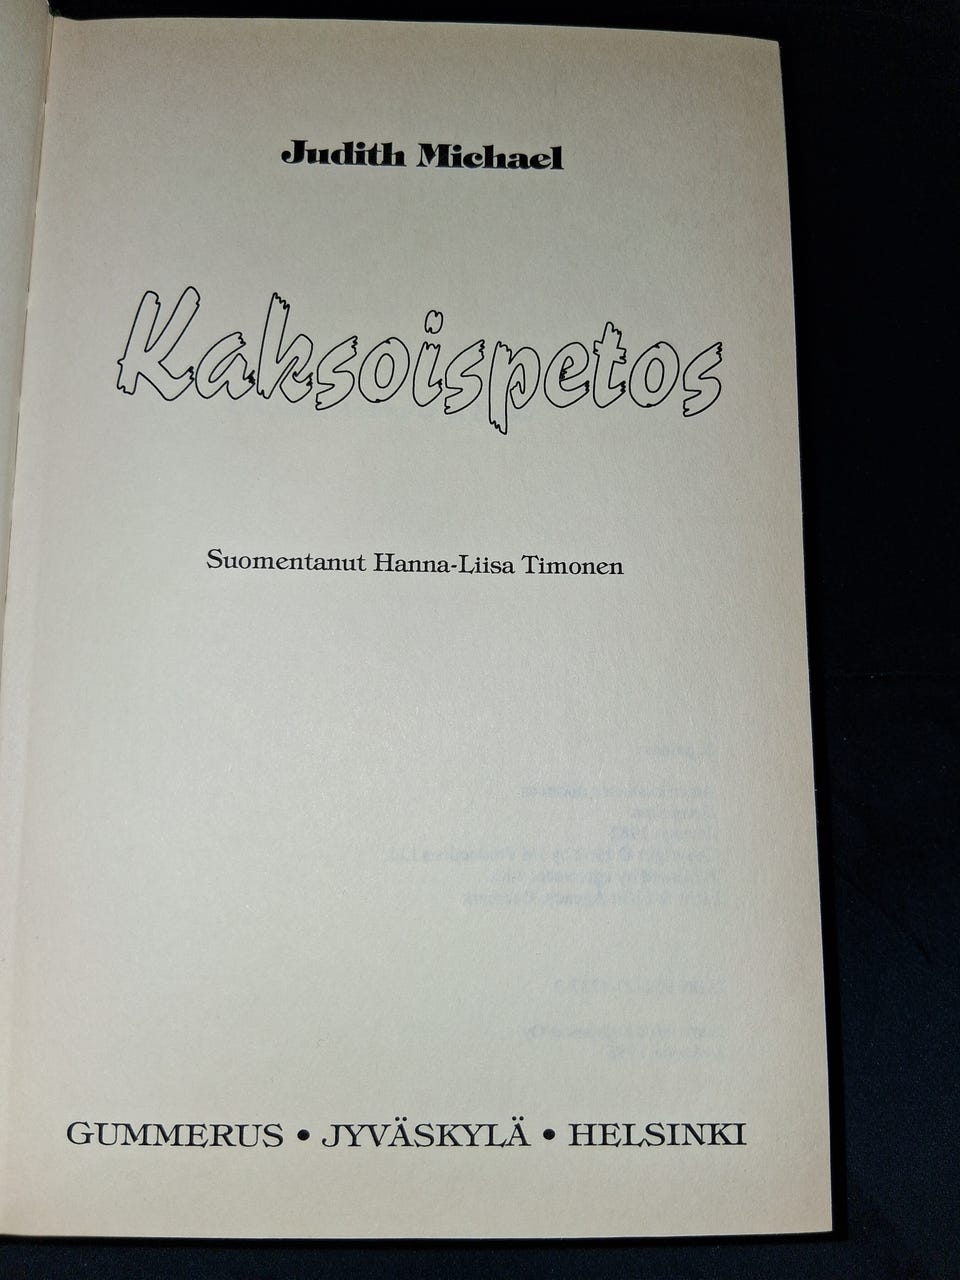 Judith Michael
Kaksoispetos
Suomentanut Hanna-Liisa Timonen
GUMMERUS • JYVÄSKYLÄ • HELSINKI